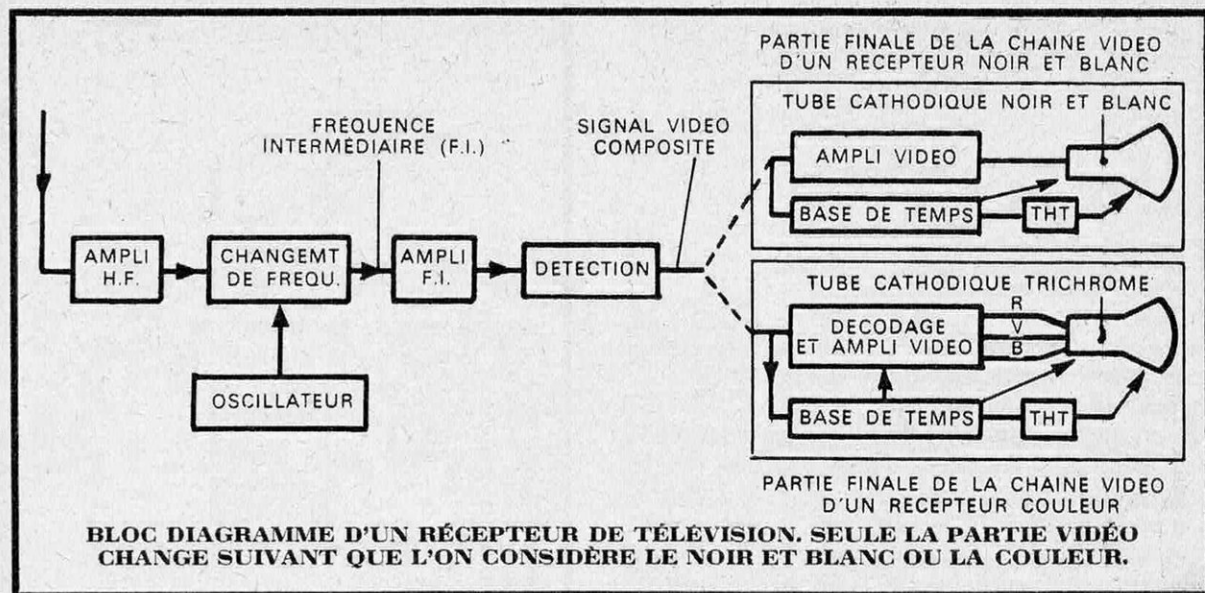 PARTIE FINALE DE LA CHAINE VIDEO
D'UN RECEPTEUR NOIR ET BLANC
TUBE CATHODIQUE NOIR ET BLANC
FRÉQUENCE
INTERMÉDIAIRE (F.I.)
SIGNAL VIDEO
COMPOSITE
AMPLI VIDEO
BASE DE TEMPS
THT
AMPLI
H.F.
CHANGEMT
DE FREQU.
AMPLI
F.I.
DETECTION
OSCILLATEUR
TUBE CATHODIQUE TRICHROME
DECODAGE
ET AMPLI VIDEO
R
V
B
BASE DE TEMPS
THT
PARTIE FINALE DE LA CHAINE VIDEO
D'UN RECEPTEUR COULEUR
BLOC DIAGRAMME D'UN RÉCEPTEUR DE TÉLÉVISION. SEULE LA PARTIE VIDÉO
CHANGE SUIVANT QUE L'ON CONSIDÈRE LE NOIR ET BLANC OU LA COULEUR.